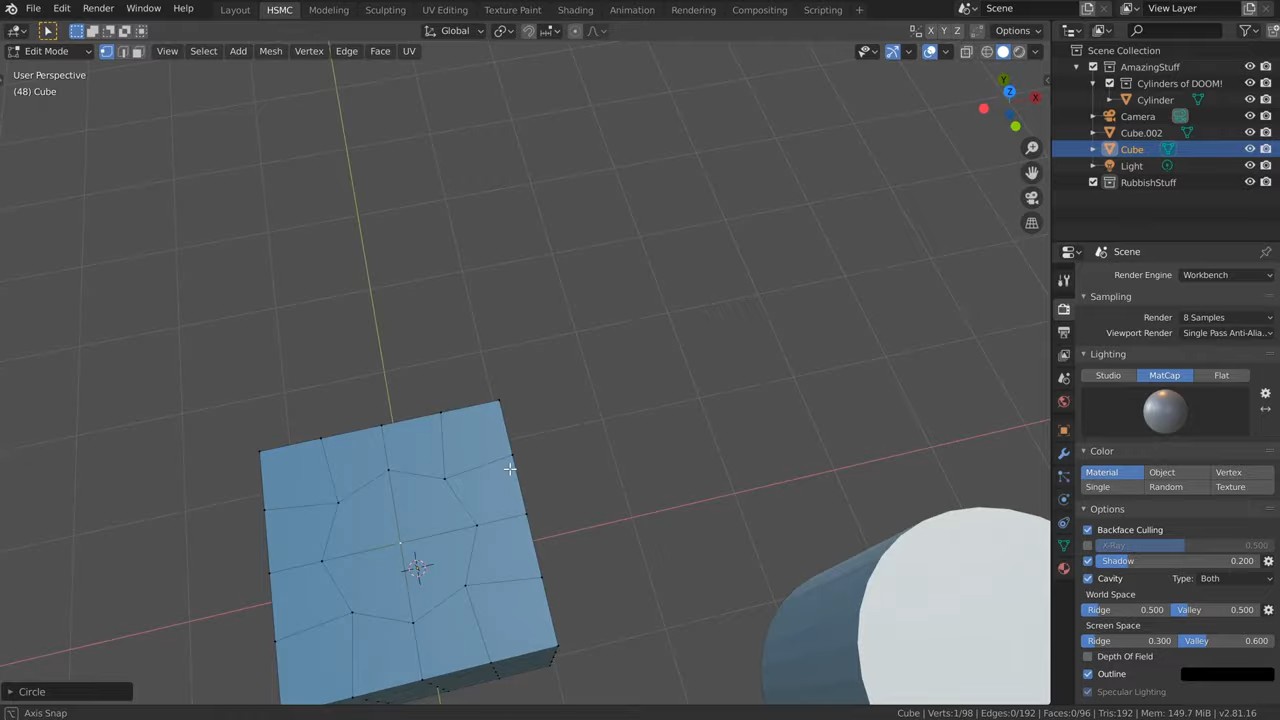 File Edit Render Window Help Layout HSMC Modeling Sculpting UV Editing Texture Paint Shading Animation Rendering Compositing Scripting + Scene View Layer
Global X Y Z Options
Edit Mode View Select Add Mesh Vertex Edge Face UV
User Perspective
(48) Cube
Y
Z
X
Scene Collection
AmazingStuff
Cylinders of DOOM!
Cylinder
Camera
Cube.002
Cube
Light
RubbishStuff
Scene
Render Engine Workbench
Sampling
Render 8 Samples
Viewport Render Single Pass Anti-Alia..
Lighting
Studio MatCap Flat
Color
Material Object Vertex
Single Random Texture
Options
Backface Culling
X-Ray 0.500
Shadow 0.200
Cavity Type: Both
World Space
Ridge 0.500 Valley 0.500
Screen Space
Ridge 0.300 Valley 0.600
Depth Of Field
Outline
Specular Lighting
Circle
Axis Snap
Cube | Verts:1/98 | Edges:0/192 | Faces:0/96 | Tris:192 | Mem: 149.7 MiB | v2.81.16